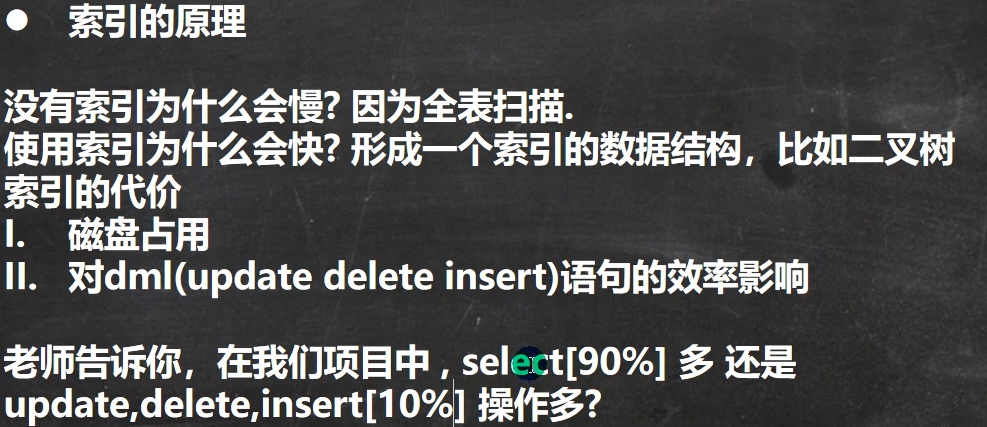 ● 索引的原理
没有索引为什么会慢? 因为全表扫描.
使用索引为什么会快? 形成一个索引的数据结构，比如二叉树
索引的代价
I. 磁盘占用
II. 对dml(update delete insert)语句的效率影响
老师告诉你，在我们项目中 , select[90%] 多 还是
update,delete,insert[10%] 操作多?